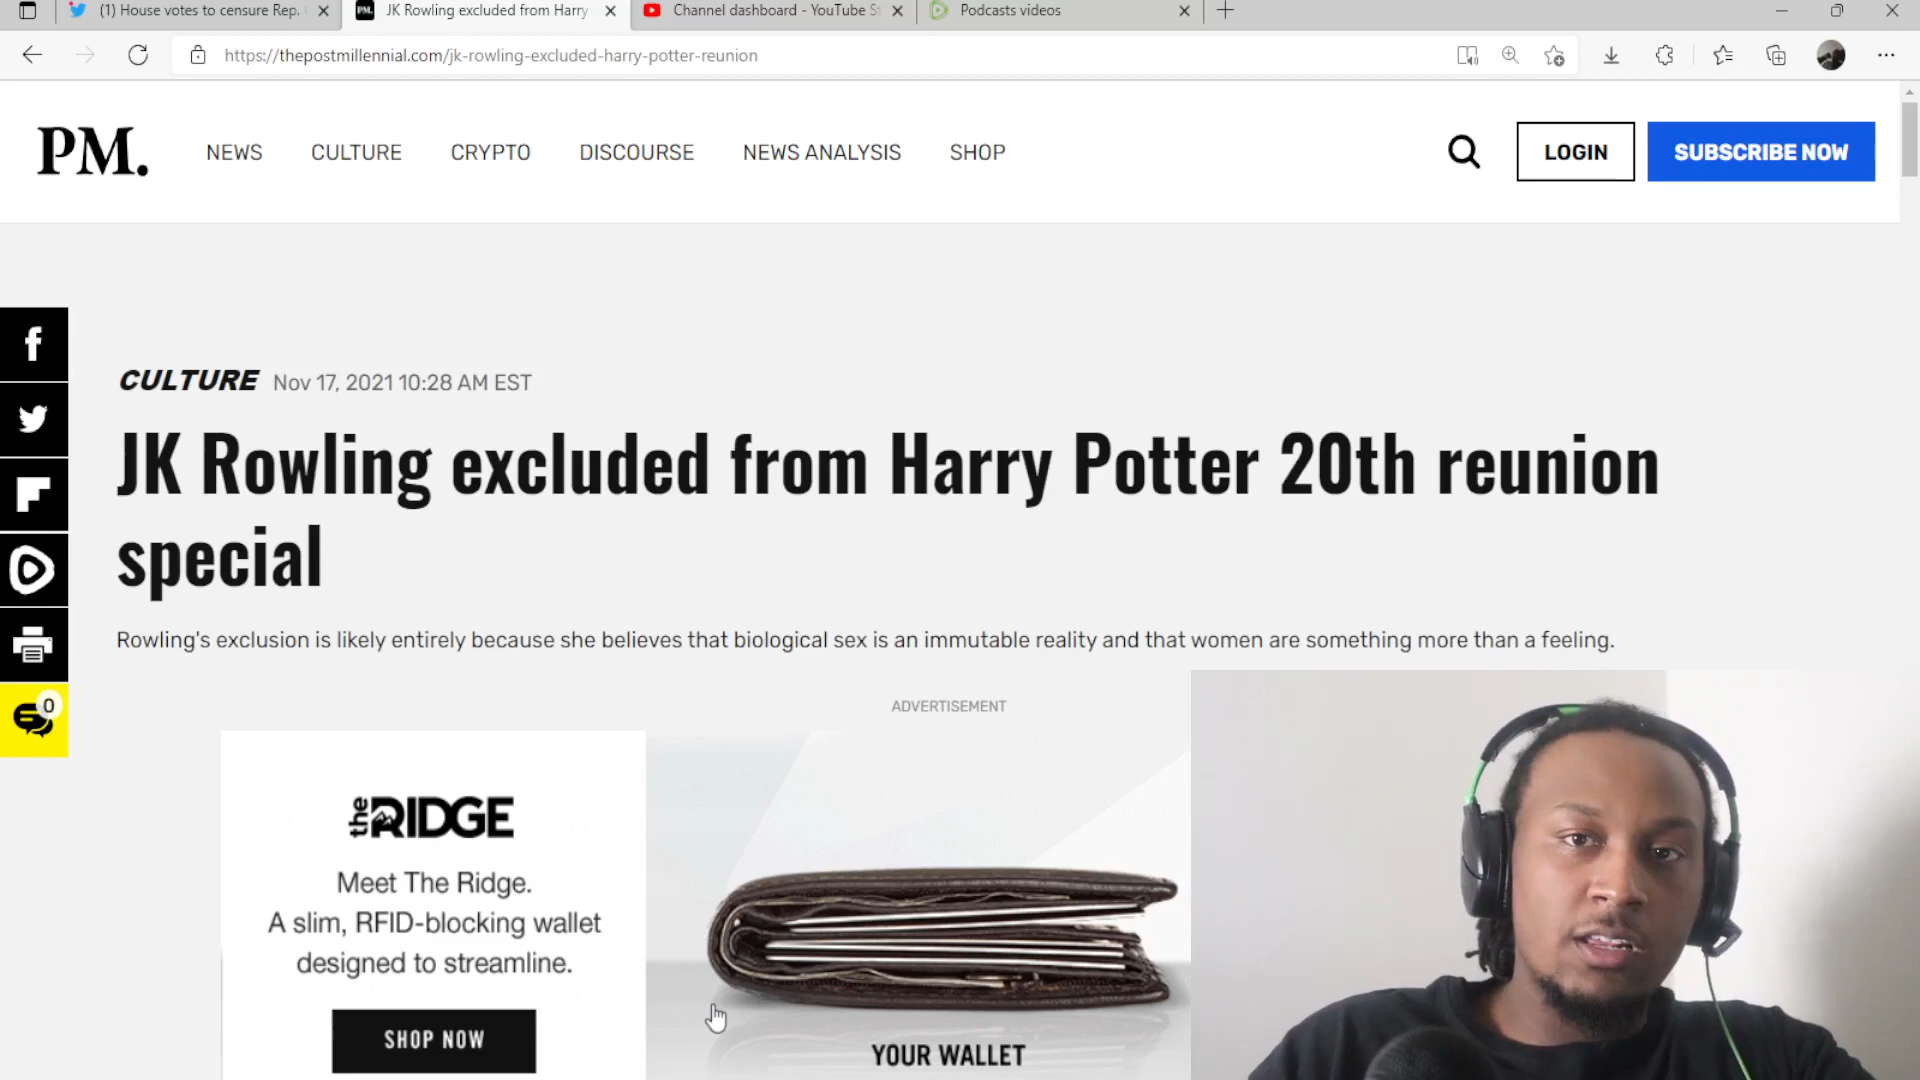 (1) House votes to censure Rep.
JK Rowling excluded from Harry
Channel dashboard - YouTube St
Podcasts videos
https://thepostmillennial.com/jk-rowling-excluded-harry-potter-reunion
PM.
NEWS
CULTURE
CRYPTO
DISCOURSE
NEWS ANALYSIS
SHOP
LOGIN
SUBSCRIBE NOW
CULTURE Nov 17, 2021 10:28 AM EST
JK Rowling excluded from Harry Potter 20th reunion
special
Rowling's exclusion is likely entirely because she believes that biological sex is an immutable reality and that women are something more than a feeling.
0
ADVERTISEMENT
the RIDGE
Meet The Ridge.
A slim, RFID-blocking wallet
designed to streamline.
SHOP NOW
YOUR WALLET